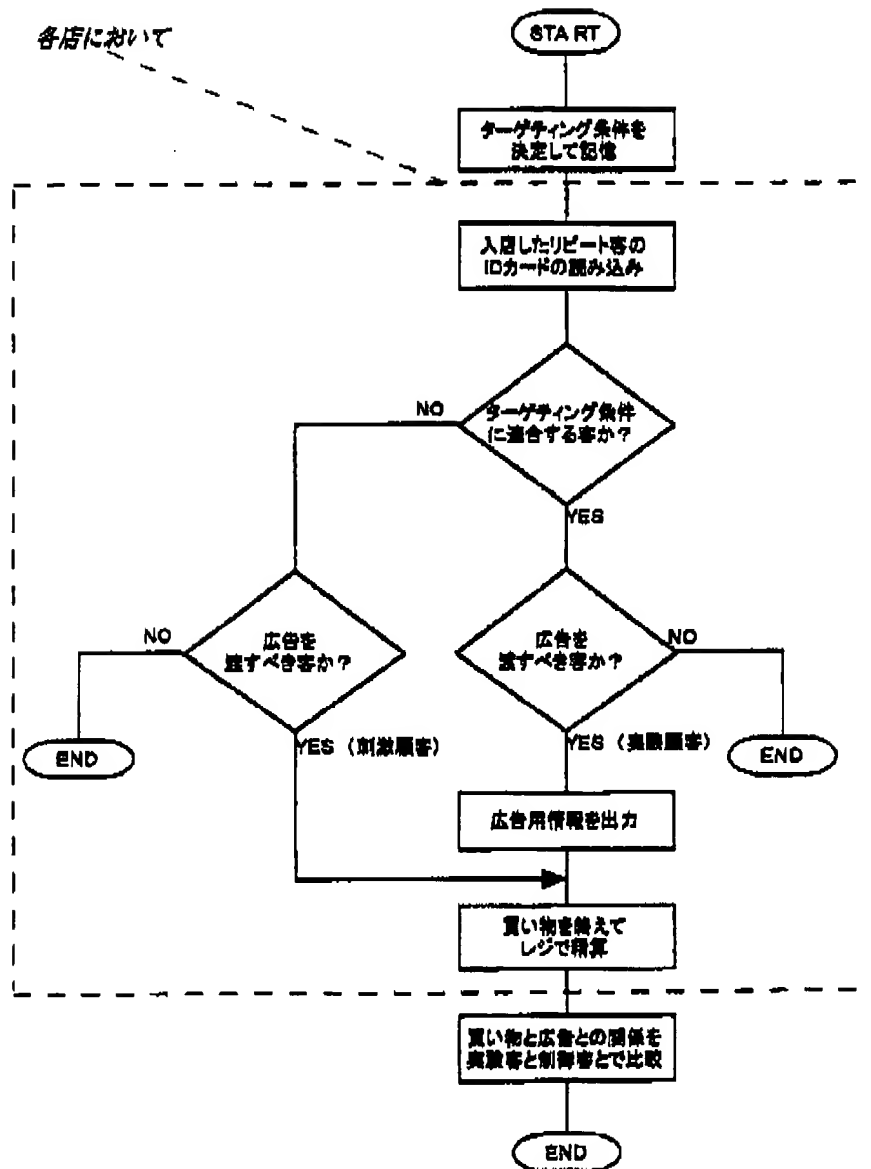 各店において
START
ターゲティング条件を
決定して記憶
入店したリピート客の
IDカードの読み込み
ターゲティング条件
に適合する客か?
NO
YES
広告を
渡すべき客か?
NO
YES (刺激顧客)
END
広告を
渡すべき客か?
NO
YES (実験顧客)
END
広告用情報を出力
買い物を終えて
レジで精算
買い物と広告との関係を
実験客と制御客とで比較
END